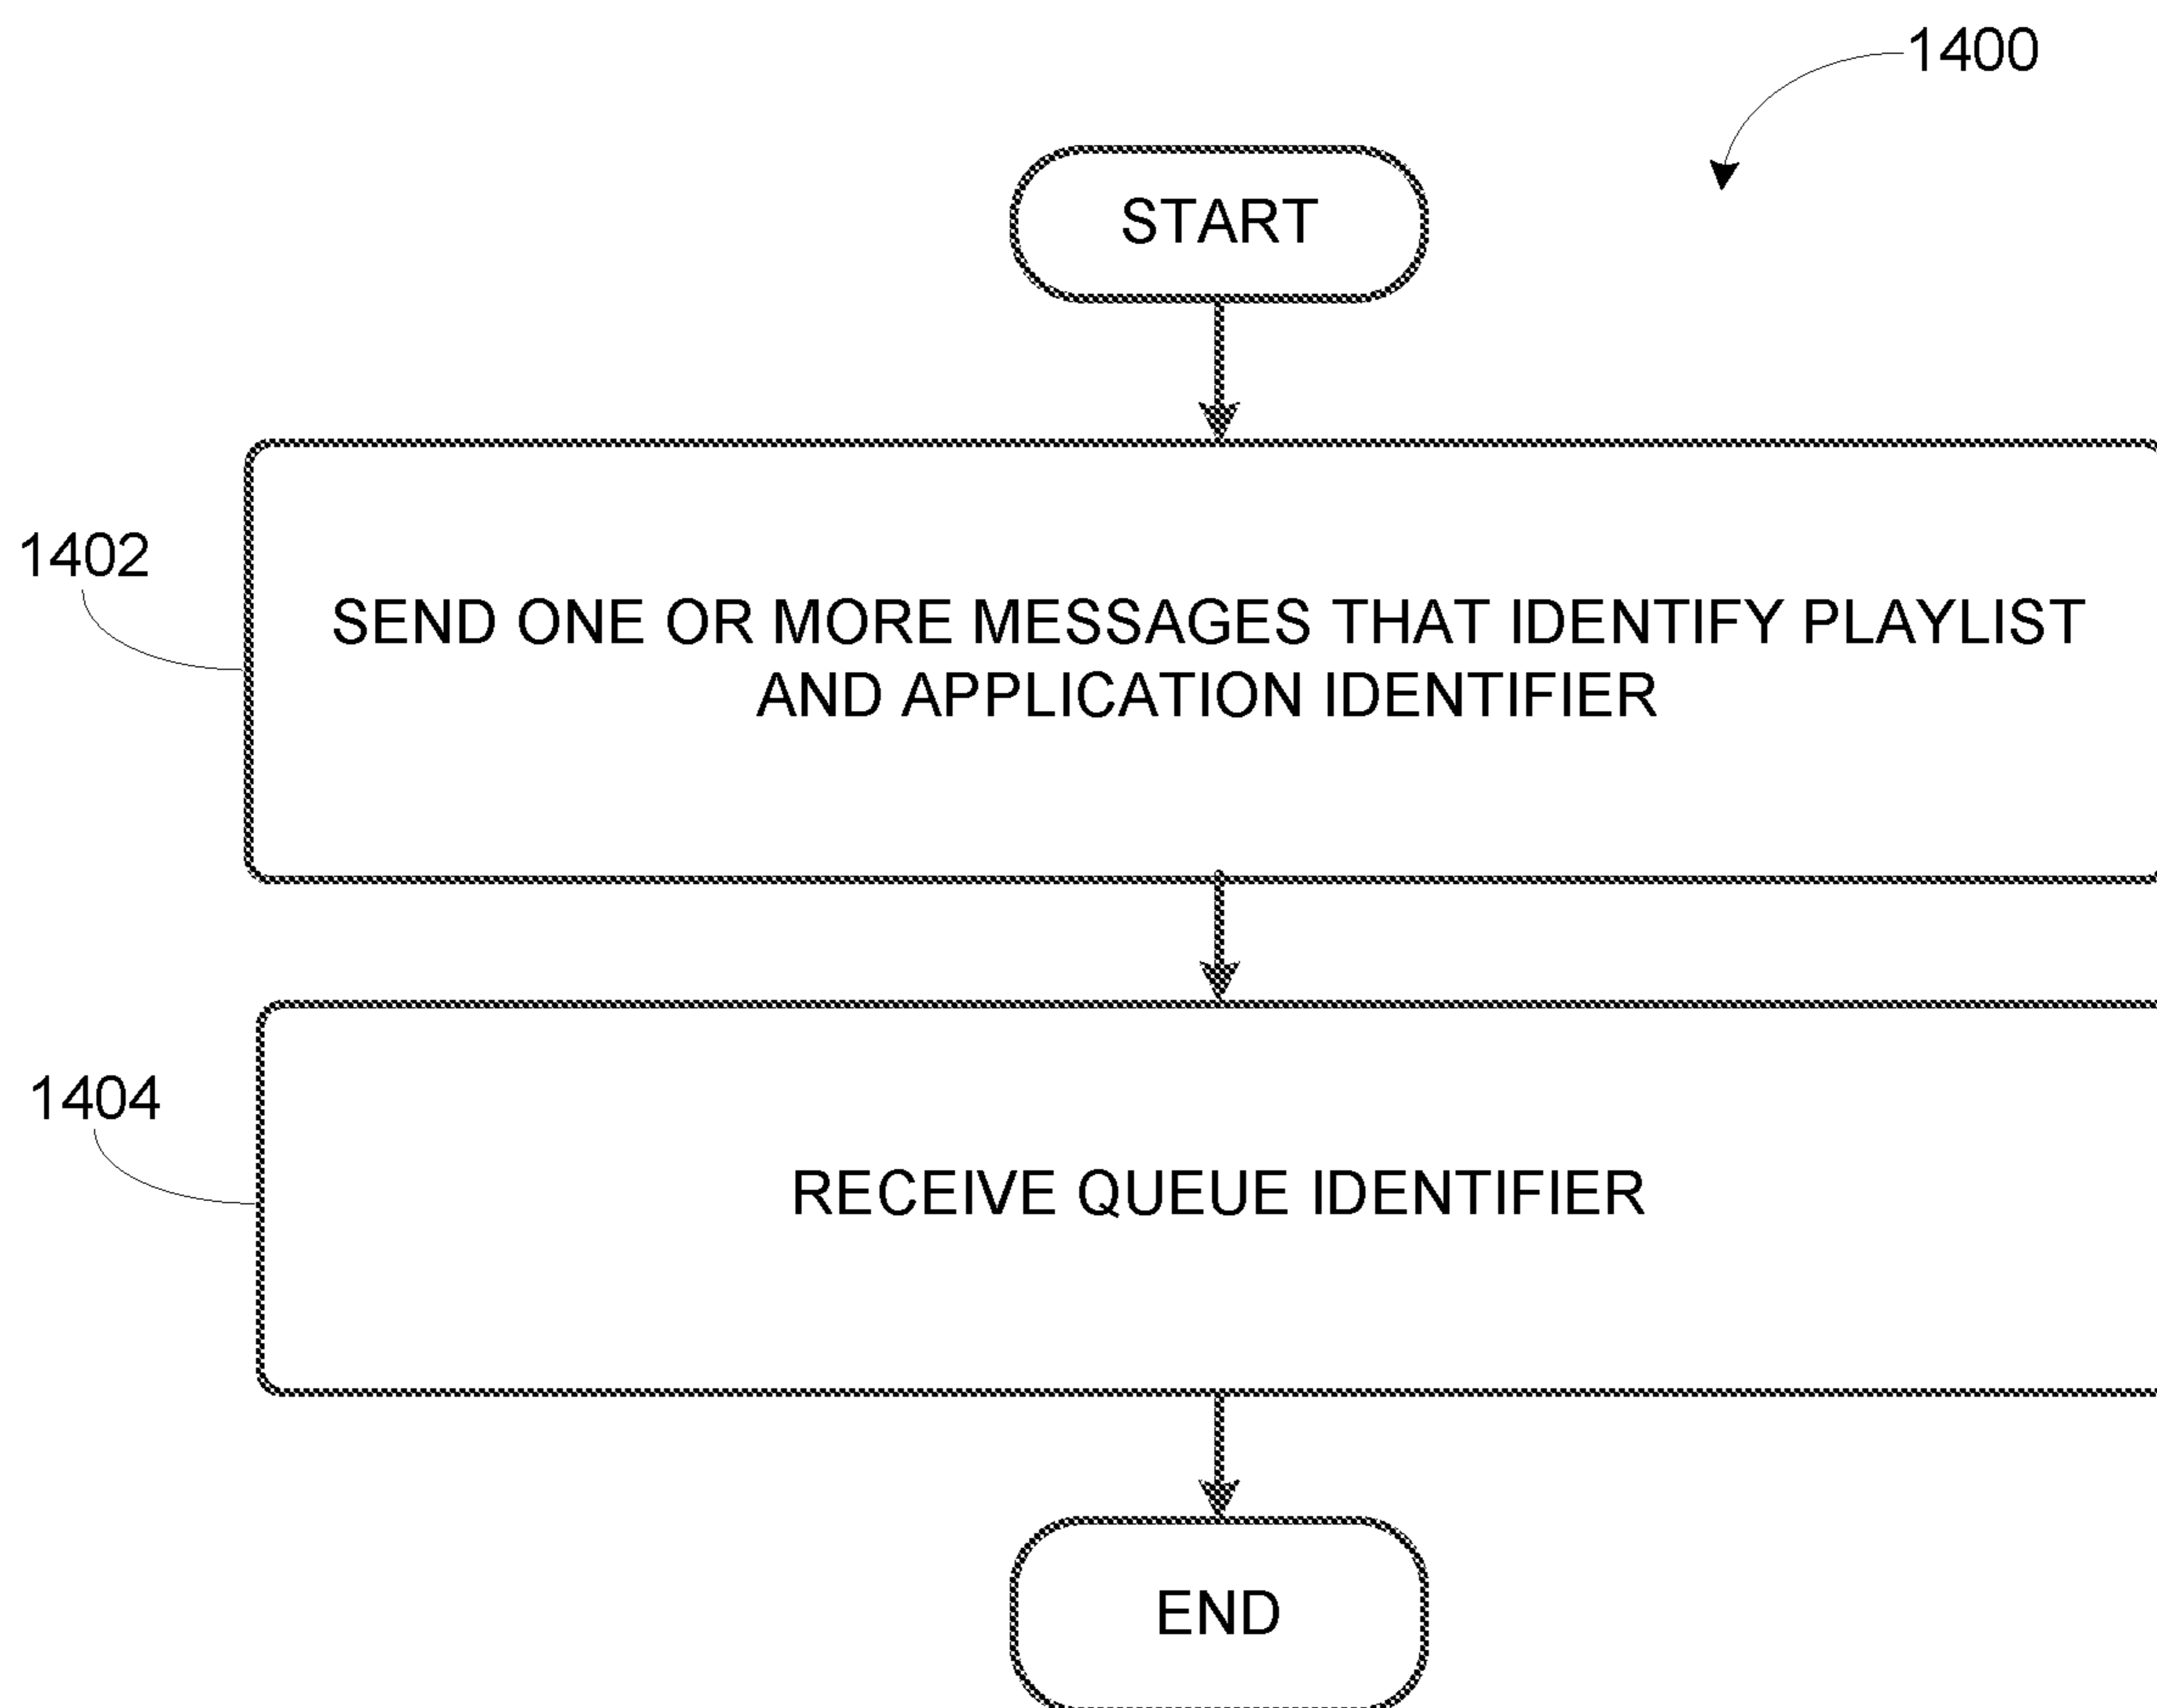 1400
START
1402
SEND ONE OR MORE MESSAGES THAT IDENTIFY PLAYLIST
AND APPLICATION IDENTIFIER
1404
RECEIVE QUEUE IDENTIFIER
END